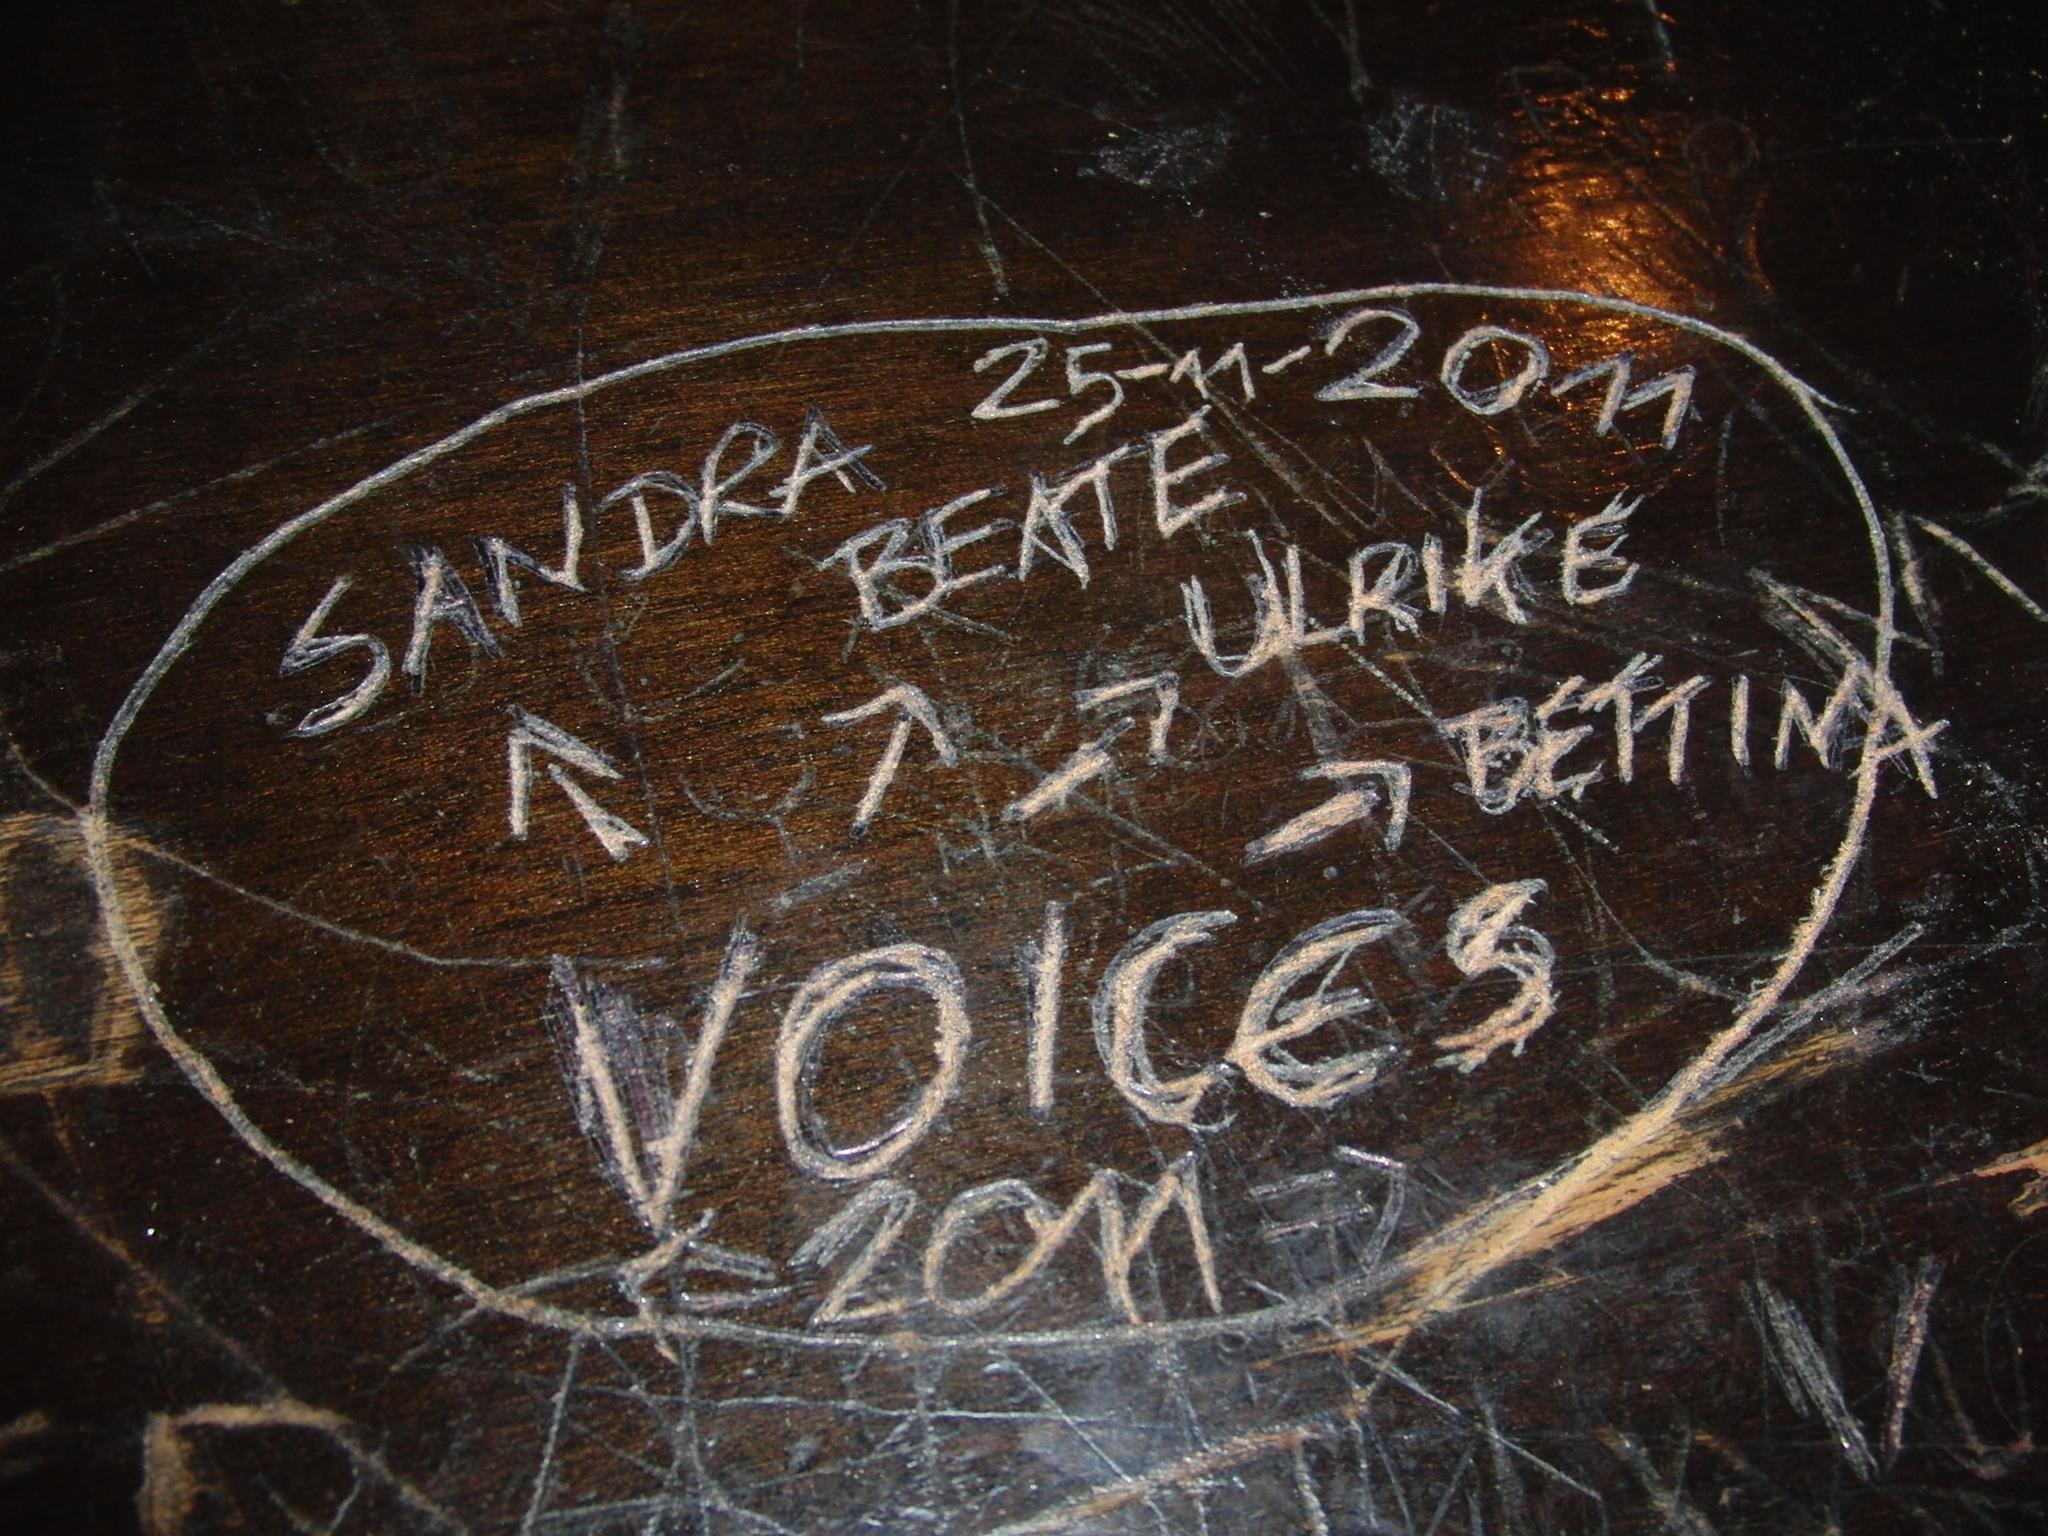 25-11-2011
SANDRA
BEATE
ULRIKE
BETTINA
VOICES
2011